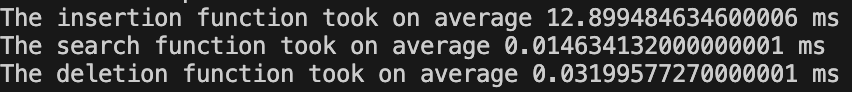 The insertion function took on average 12.899484634600006 ms
The search function took on average 0.014634132000000001 ms
The deletion function took on average 0.03199577270000001 ms